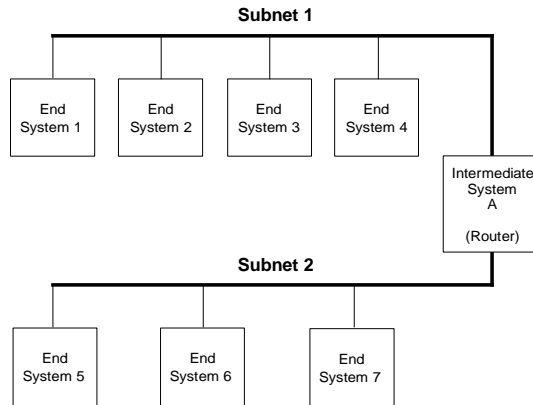 Subnet 1
End
System 1
End
System 2
End
System 3
End
System 4
Intermediate
System
A
(Router)
Subnet 2
End
System 5
End
System 6
End
System 7